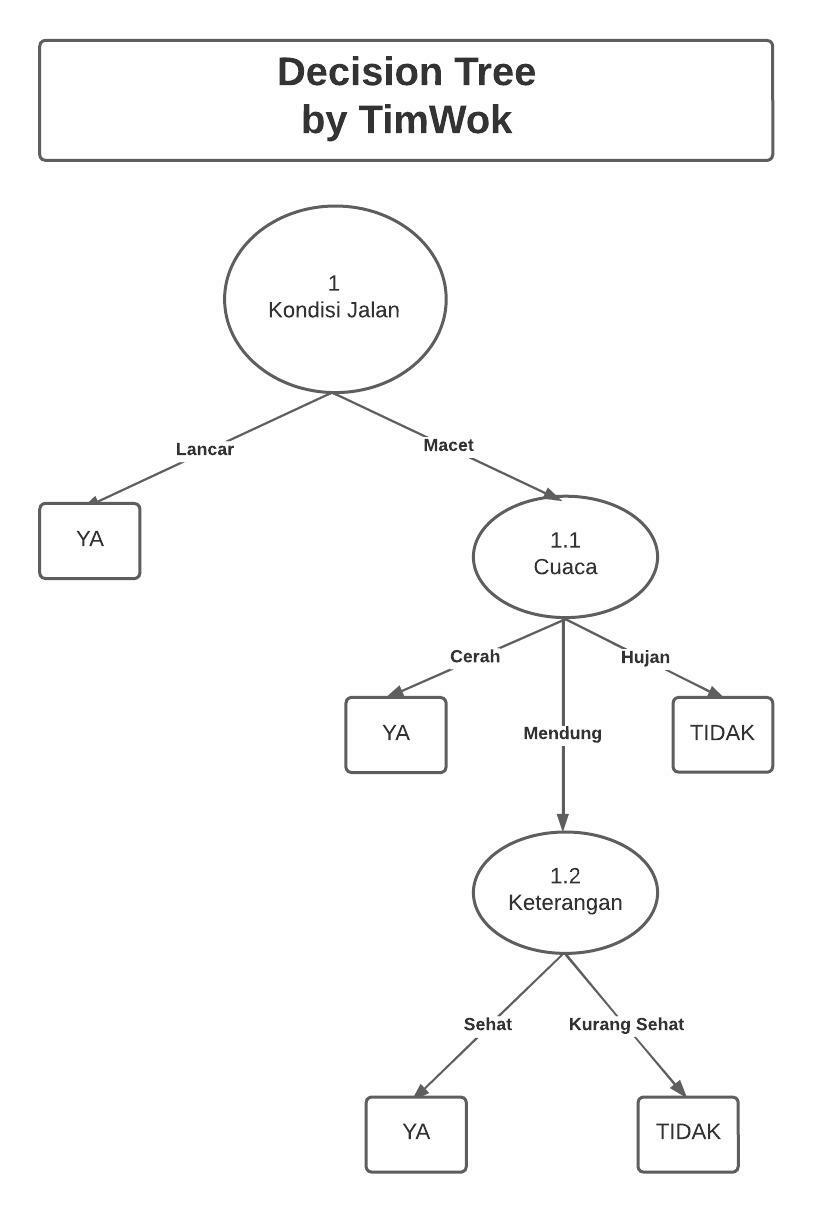 Decision Tree
by TimWok
1
Kondisi Jalan
Lancar
Macet
YA
1.1
Cuaca
Cerah
Hujan
YA
Mendung
TIDAK
1.2
Keterangan
Sehat
Kurang Sehat
YA
TIDAK